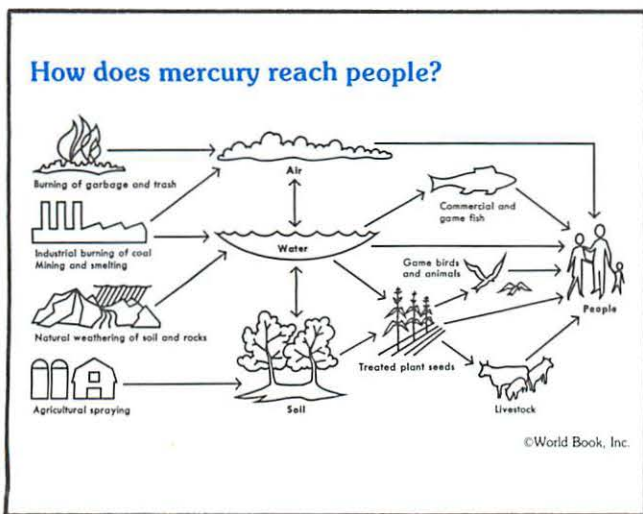 How does mercury reach people?
Burning of garbage and trash
Air
Industrial burning of coal
Mining and smelting
Commercial and
game fish
Water
Game birds
and animals
Natural weathering of soil and rocks
People
Treated plant seeds
Agricultural spraying
Soil
Livestock
©World Book, Inc.